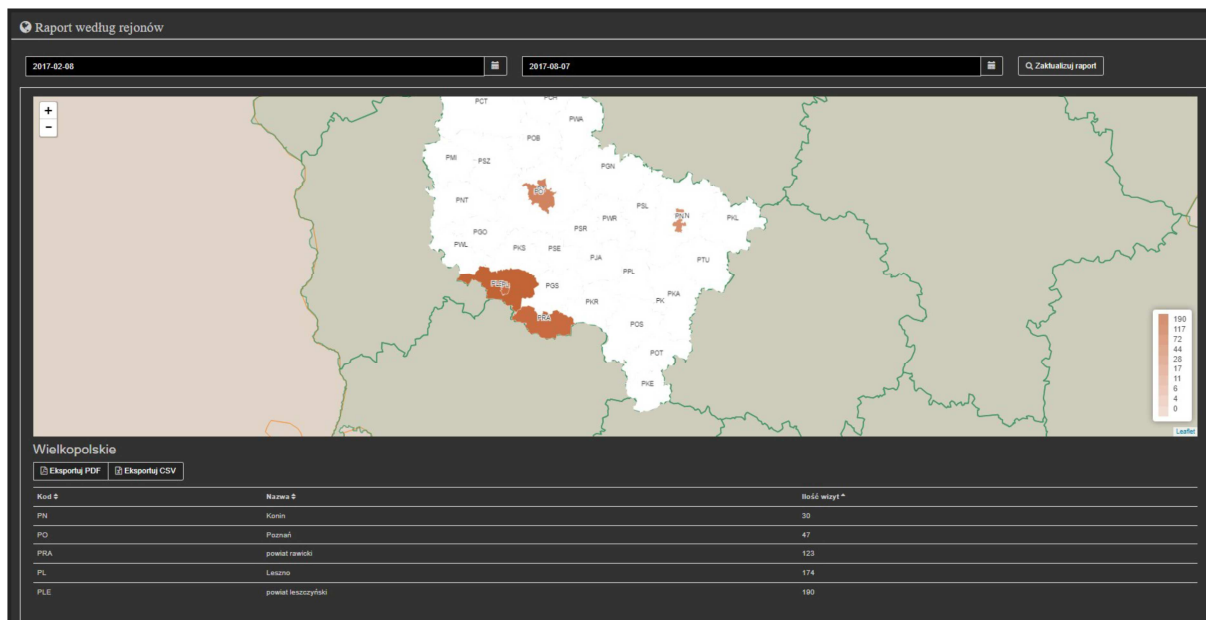 Raport według rejonów
2017-02-08
2017-08-07
Zaktualizuj raport
+
−
PCT
PWA
POB
PMI
PSZ
PGN
PNT
PSL
PN
PKL
PWR
PSR
PGO
PWL
PKS
PSE
PJA
PTU
PPL
PGS
PKR
PKA
PK
PRA
POS
POT
PKE
190
117
72
44
28
17
11
6
4
0
Leaflet
Wielkopolskie
Eksportuj PDF Eksportuj CSV
Kod Nazwa Ilość wizyt
PN Konin 30
PO Poznań 47
PRA powiat rawicki 123
PL Leszno 174
PLE powiat leszczyński 190